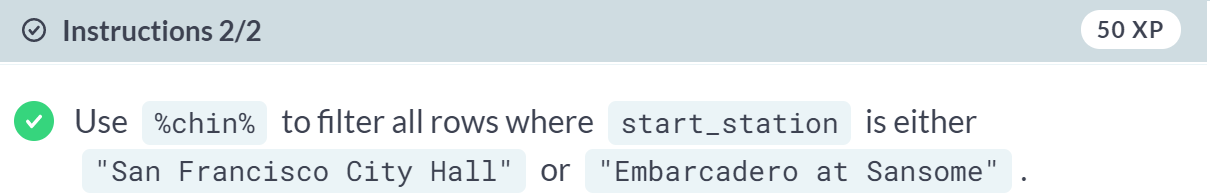 Instructions 2/2 50 XP
Use %chin% to filter all rows where start_station is either
"San Francisco City Hall" or "Embarcadero at Sansome" .